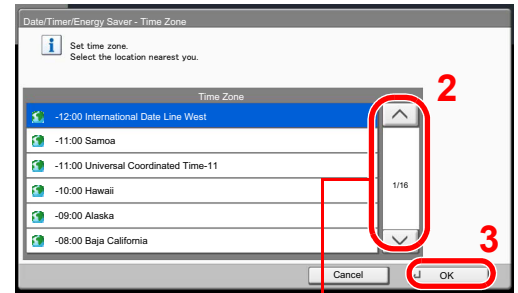 Date/Timer/Energy Saver - Time Zone
i
Set time zone.
Select the location nearest you.
Time Zone
2
-12:00 International Date Line West
-11:00 Samoa
-11:00 Universal Coordinated Time-11
1/16
-10:00 Hawaii
-09:00 Alaska
-08:00 Baja California
3
Cancel
OK